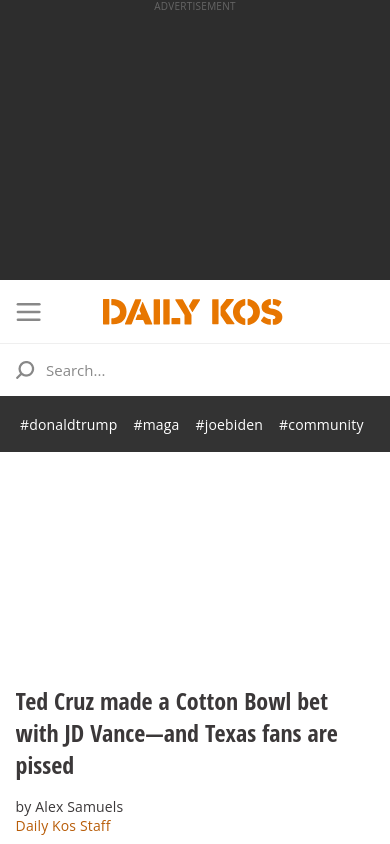 ADVERTISEMENT
DAILY KOS
Search...
#donaldtrump #maga #joebiden #community
Ted Cruz made a Cotton Bowl bet
with JD Vance—and Texas fans are
pissed
by Alex Samuels
Daily Kos Staff